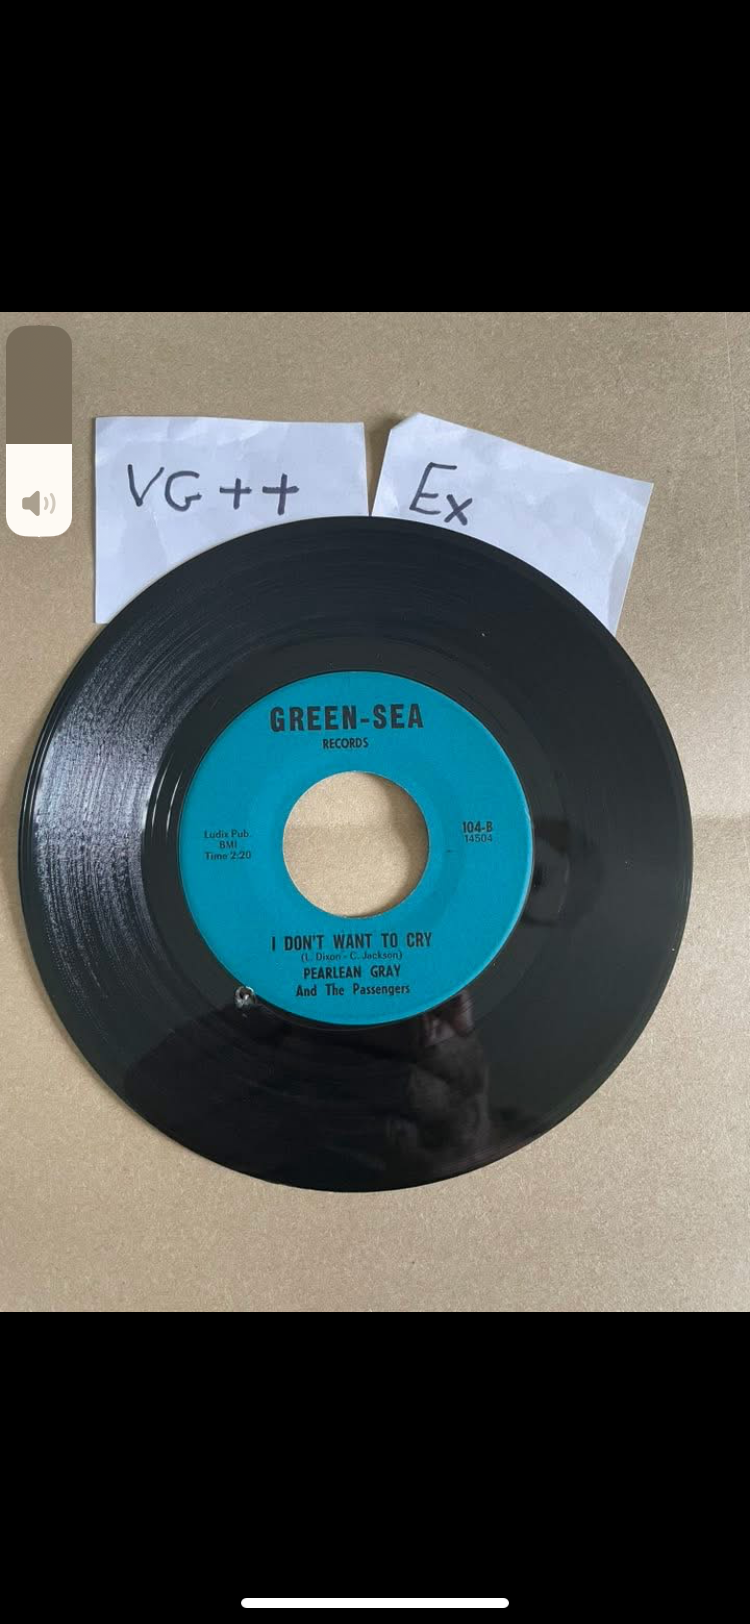 VG ++
Ex
GREEN-SEA
RECORDS
Ludix Pub.
BMI
Time 2:20
104-B
14504
I DON'T WANT TO CRY
(L. Dixon - C. Jackson)
PEARLEAN GRAY
And The Passengers